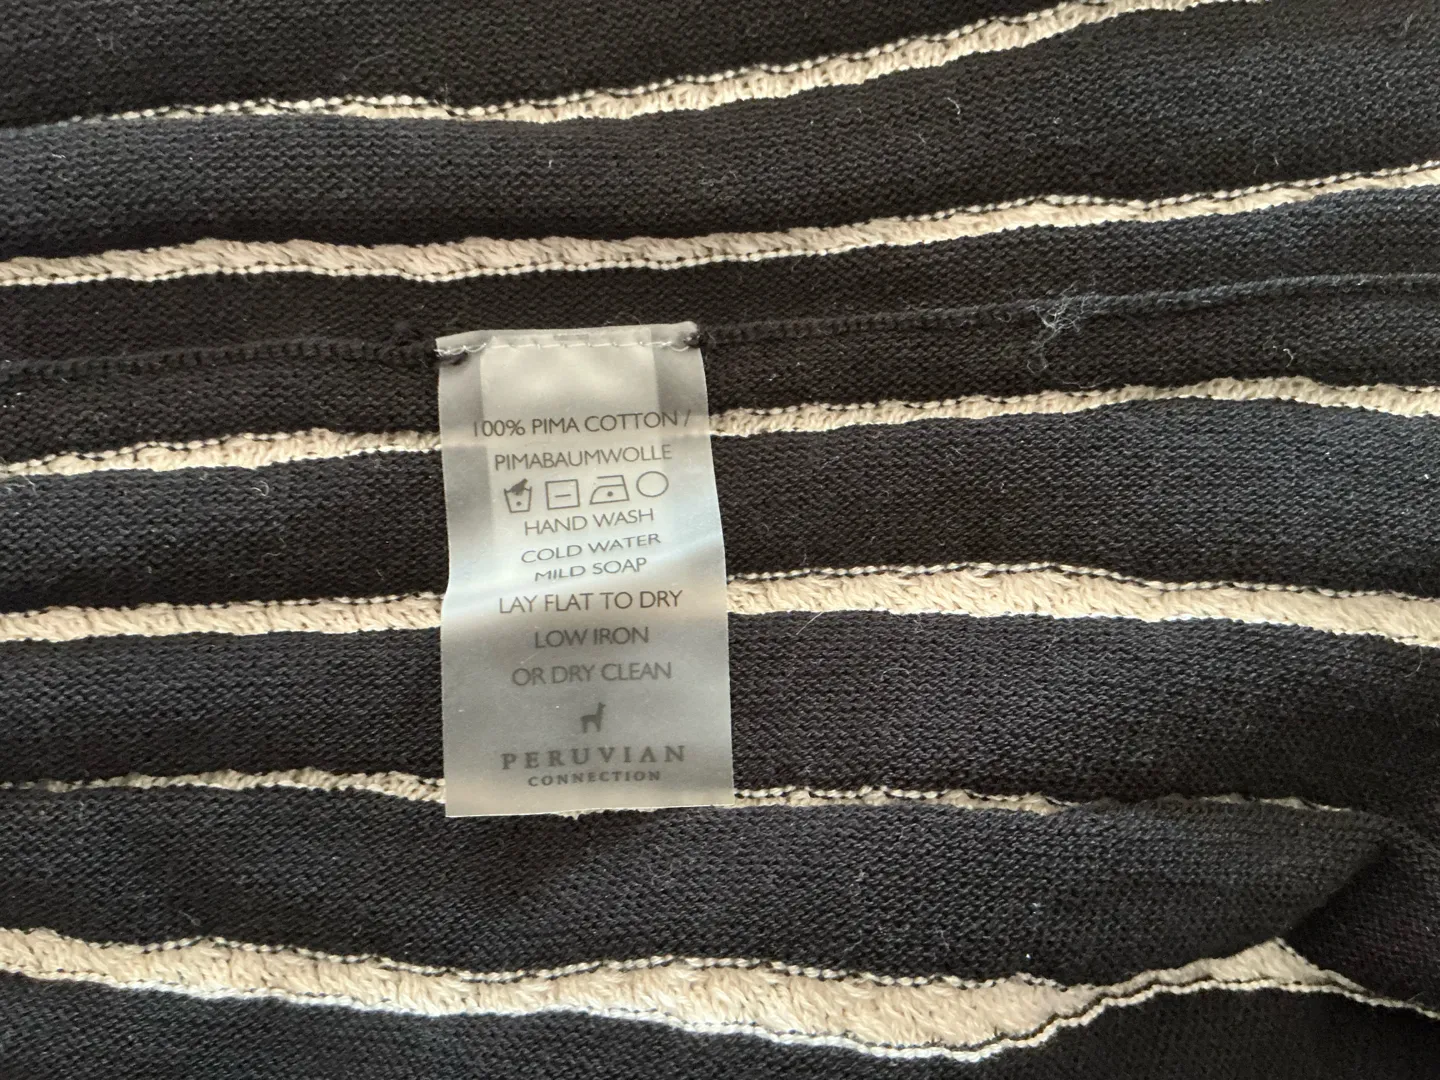 100% PIMA COTTON /
PIMABAUMWOLLE
HAND WASH
COLD WATER
MILD SOAP
LAY FLAT TO DRY
LOW IRON
OR DRY CLEAN
PERUVIAN
CONNECTION